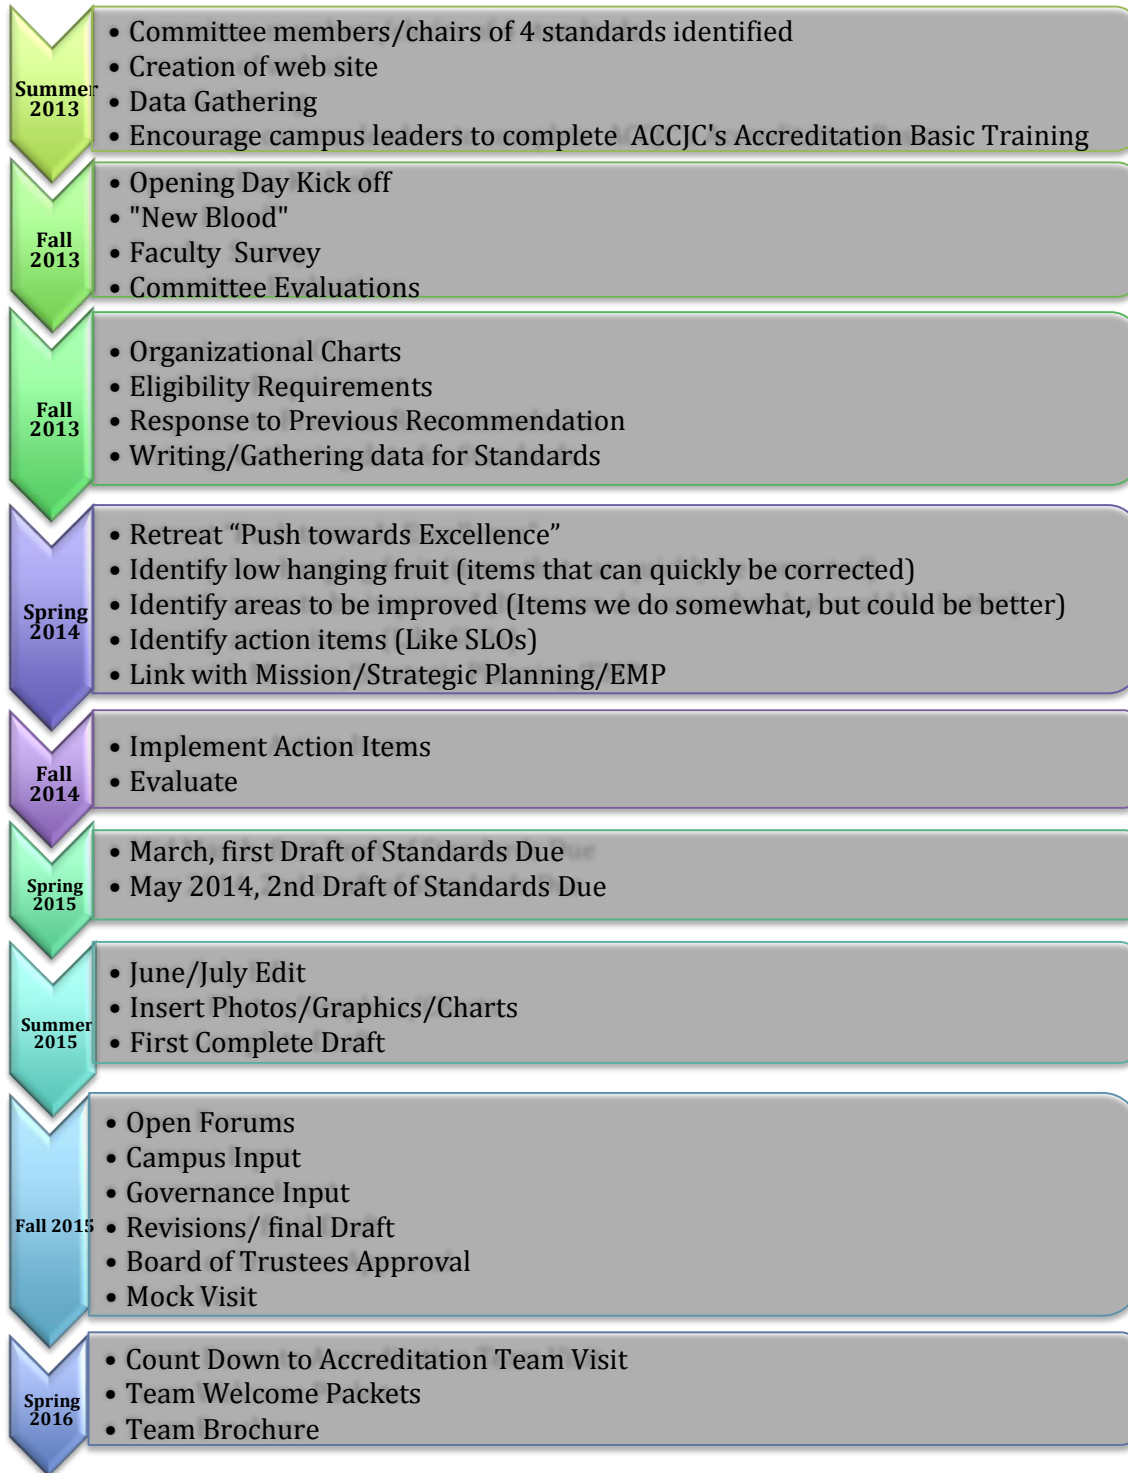 Summer
2013
• Committee members/chairs of 4 standards identified
• Creation of web site
• Data Gathering
• Encourage campus leaders to complete ACCJC's Accreditation Basic Training
Fall
2013
• Opening Day Kick off
• "New Blood"
• Faculty Survey
• Committee Evaluations
Fall
2013
• Organizational Charts
• Eligibility Requirements
• Response to Previous Recommendation
• Writing/Gathering data for Standards
Spring
2014
• Retreat “Push towards Excellence”
• Identify low hanging fruit (items that can quickly be corrected)
• Identify areas to be improved (Items we do somewhat, but could be better)
• Identify action items (Like SLOs)
• Link with Mission/Strategic Planning/EMP
Fall
2014
• Implement Action Items
• Evaluate
Spring
2015
• March, first Draft of Standards Due
• May 2014, 2nd Draft of Standards Due
Summer
2015
• June/July Edit
• Insert Photos/Graphics/Charts
• First Complete Draft
Fall 2015
• Open Forums
• Campus Input
• Governance Input
• Revisions/ final Draft
• Board of Trustees Approval
• Mock Visit
Spring
2016
• Count Down to Accreditation Team Visit
• Team Welcome Packets
• Team Brochure